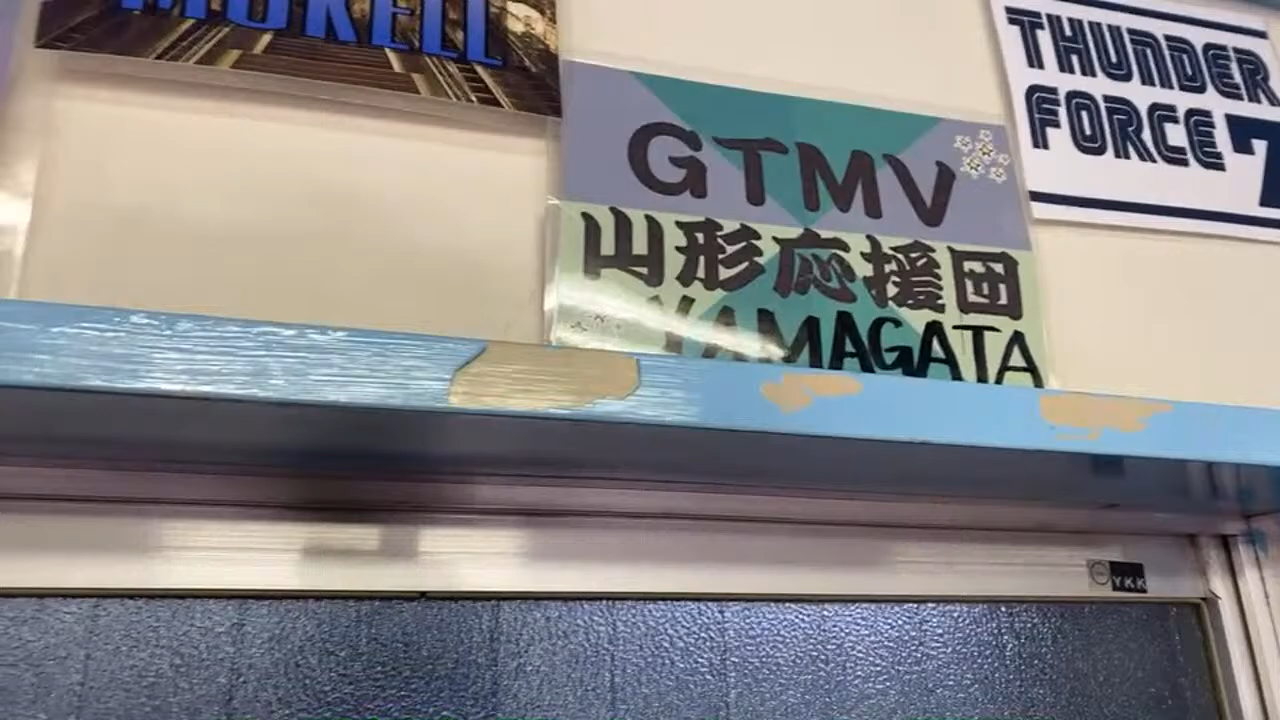 GTMV
山形応援団
YAMAGATA
THUNDER
FORCE 7
YKK